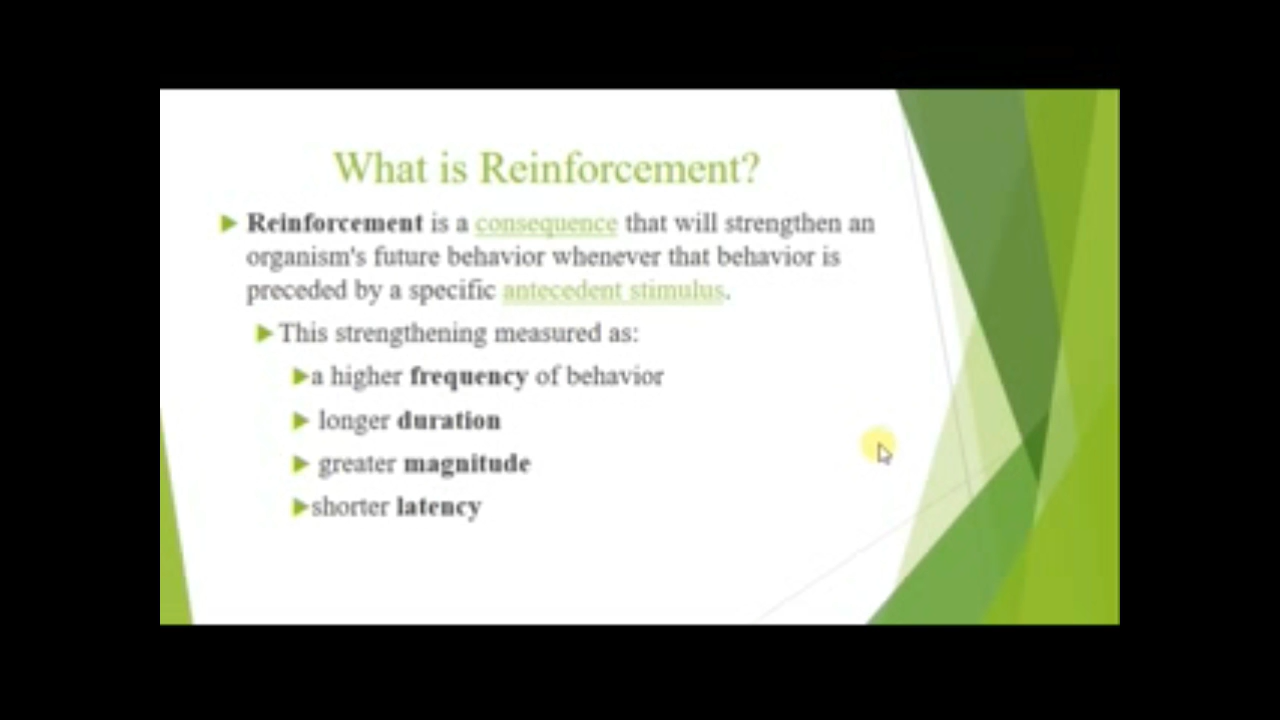 What is Reinforcement?
Reinforcement is a consequence that will strengthen an
organism's future behavior whenever that behavior is
preceded by a specific antecedent stimulus.
This strengthening measured as:
a higher frequency of behavior
longer duration
greater magnitude
shorter latency